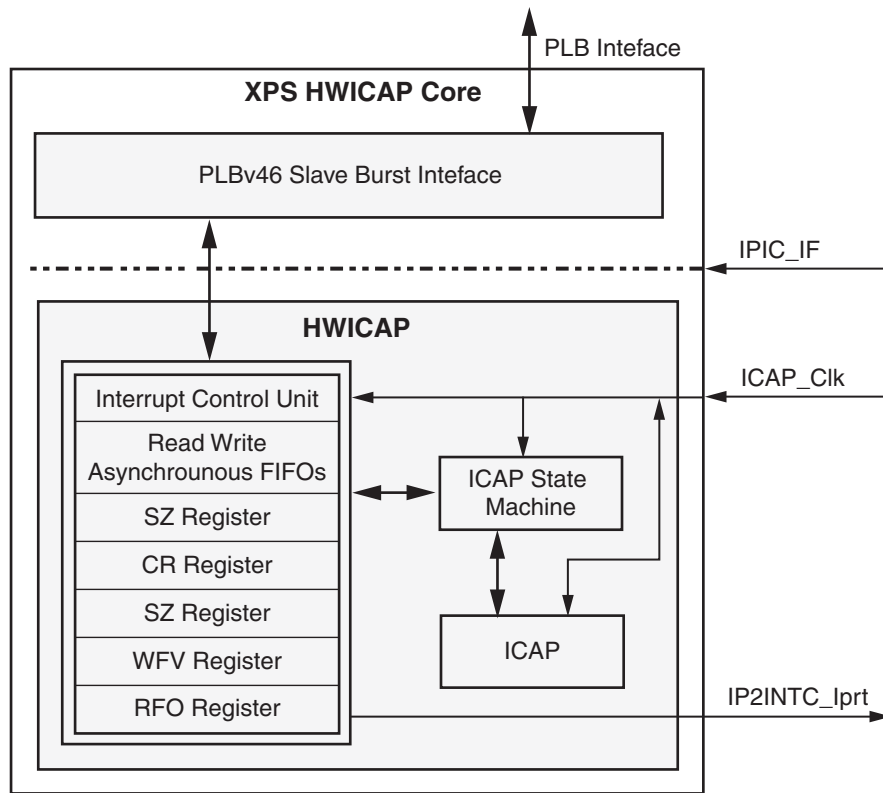 PLB Inteface
XPS HWICAP Core
PLBv46 Slave Burst Inteface
IPIC_IF
HWICAP
ICAP_Clk
Interrupt Control Unit
Read Write
Asynchrounous FIFOs
ICAP State
Machine
SZ Register
CR Register
SZ Register
ICAP
WFV Register
RFO Register
IP2INTC_Iprt